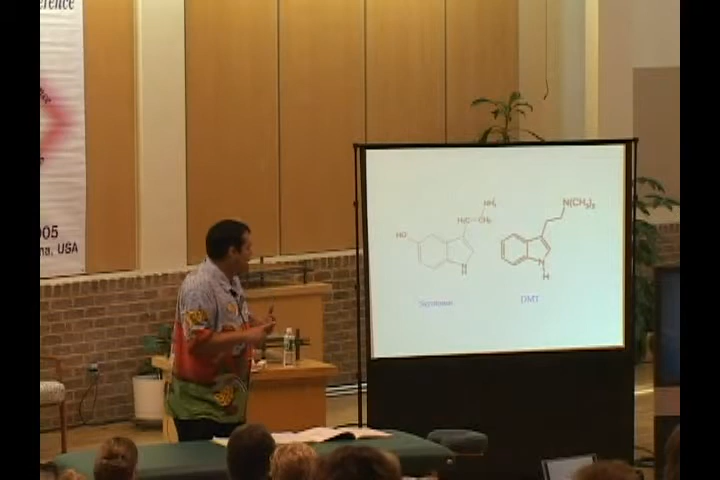 005
na, USA
NH₂
H₂C
CH₂
HO
N
H
Serotonin
N(CH₃)₂
N
H
DMT